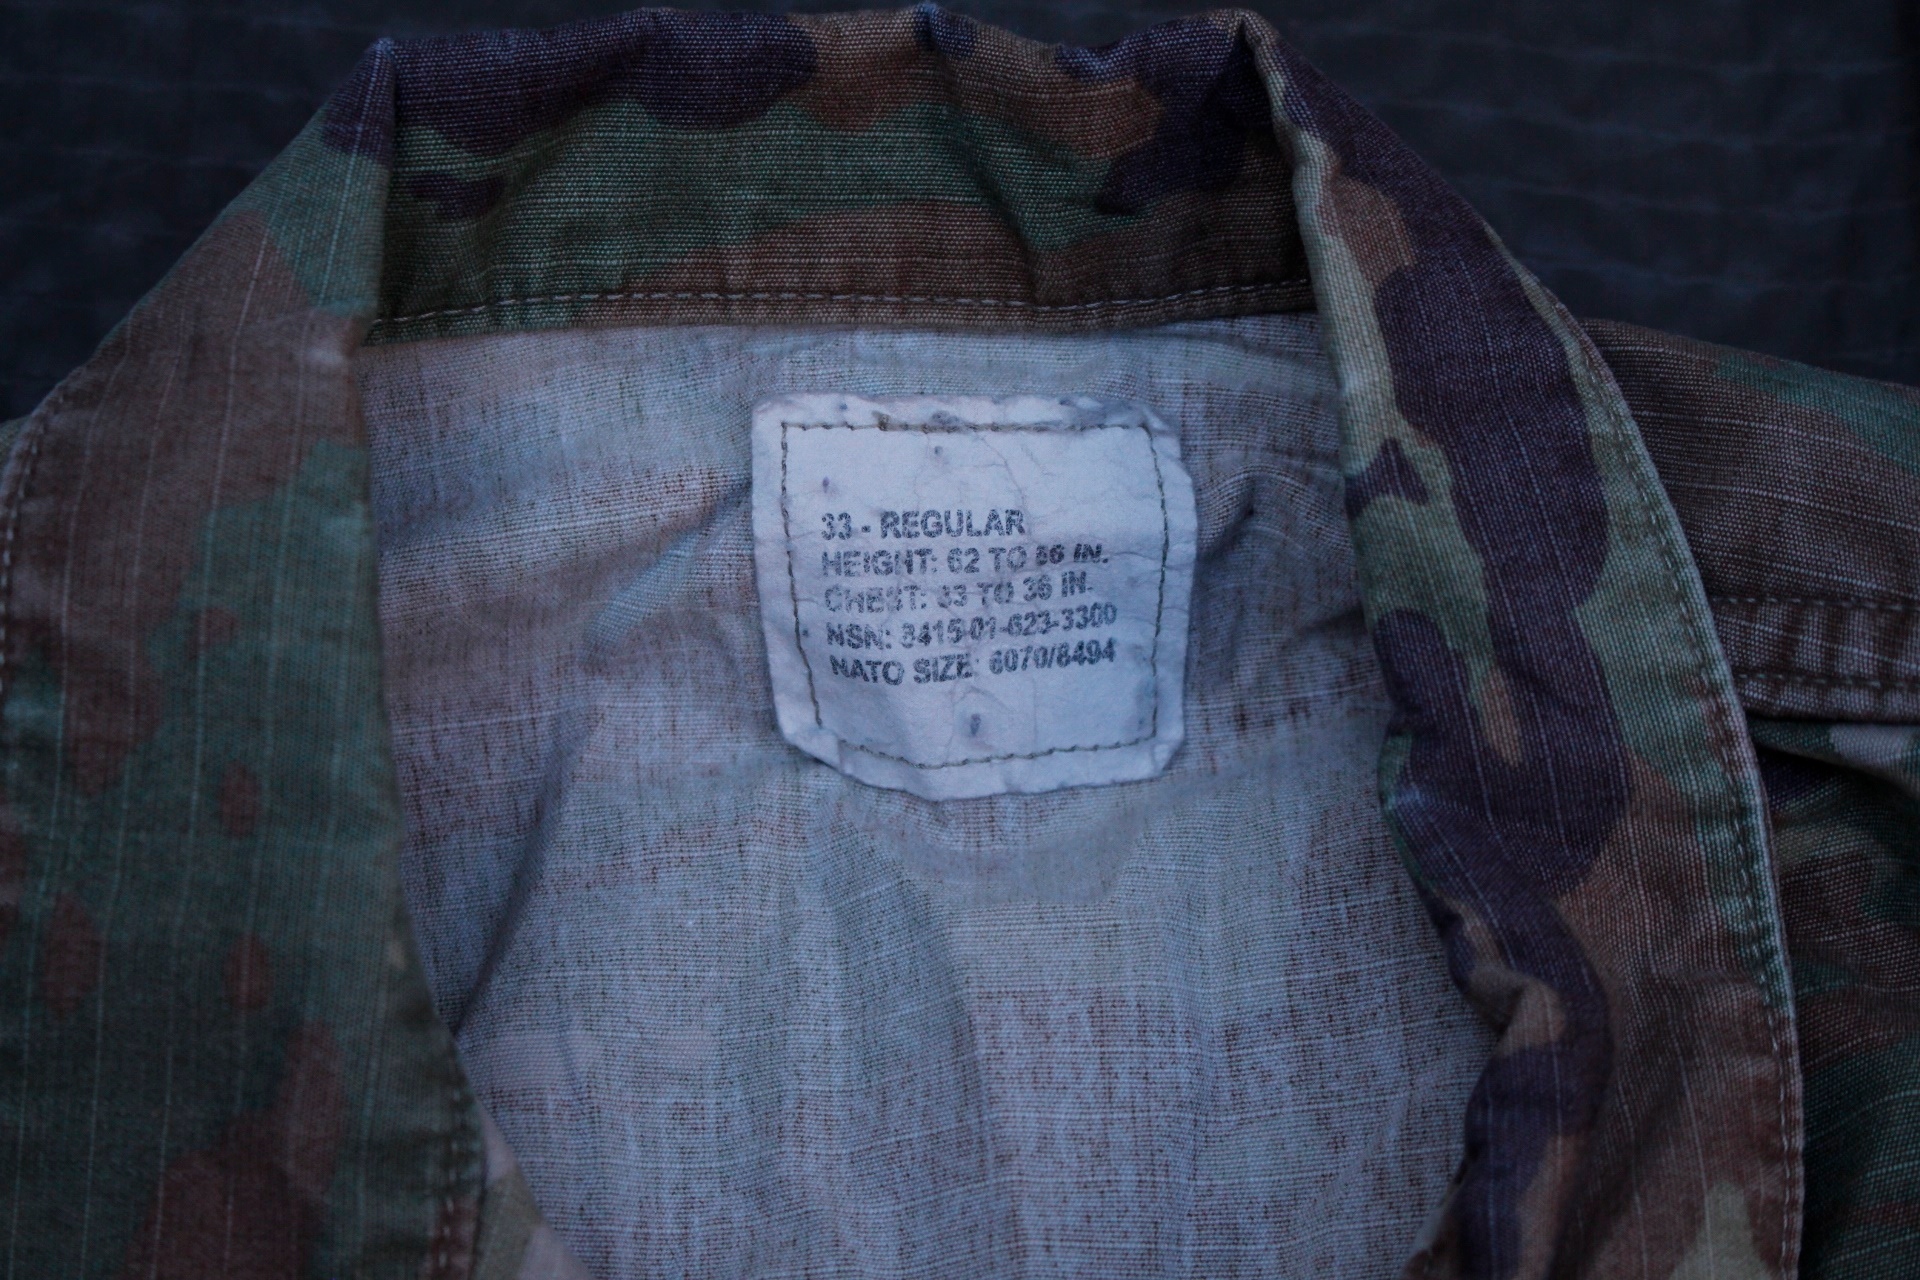 33 - REGULAR
HEIGHT: 62 TO 66 IN.
CHEST: 33 TO 36 IN.
NSN: 8415-01-623-3300
NATO SIZE: 6070/8494